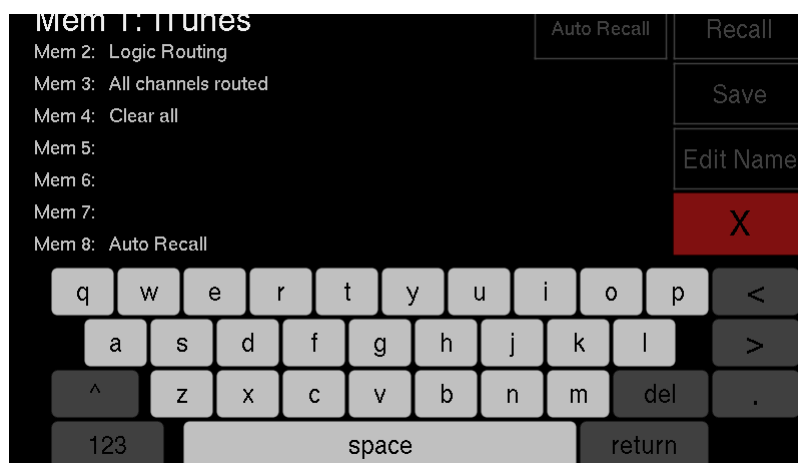 Mem 1: iTunes
Auto Recall
Recall
Mem 2: Logic Routing
Mem 3: All channels routed
Save
Mem 4: Clear all
Mem 5:
Edit Name
Mem 6:
Mem 7:
X
Mem 8: Auto Recall
q w e r t y u i o p <
a s d f g h j k l >
^ z x c v b n m del .
123 space return